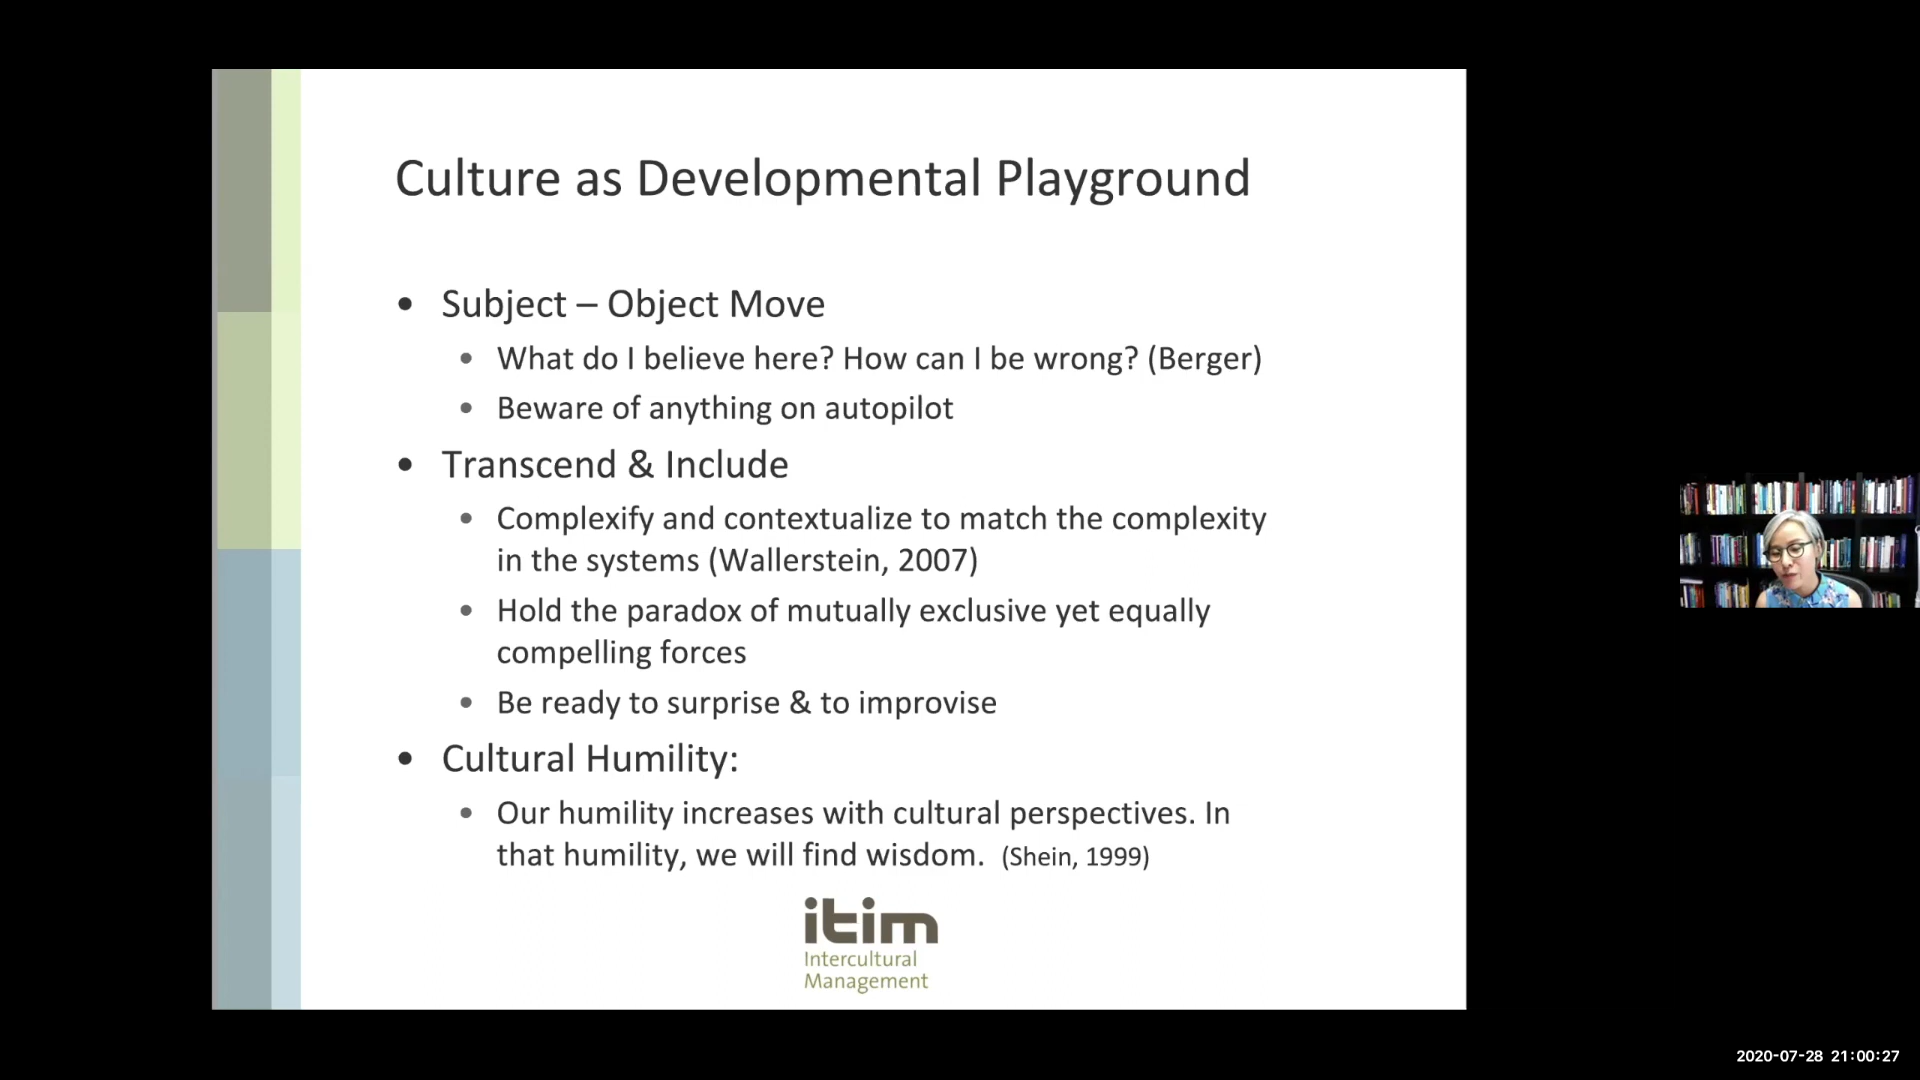 Culture as Developmental Playground
• Subject – Object Move
• What do I believe here? How can I be wrong? (Berger)
• Beware of anything on autopilot
• Transcend & Include
• Complexify and contextualize to match the complexity
in the systems (Wallerstein, 2007)
• Hold the paradox of mutually exclusive yet equally
compelling forces
• Be ready to surprise & to improvise
• Cultural Humility:
• Our humility increases with cultural perspectives. In
that humility, we will find wisdom. (Shein, 1999)
itim
Intercultural
Management
2020-07-28 21:00:27